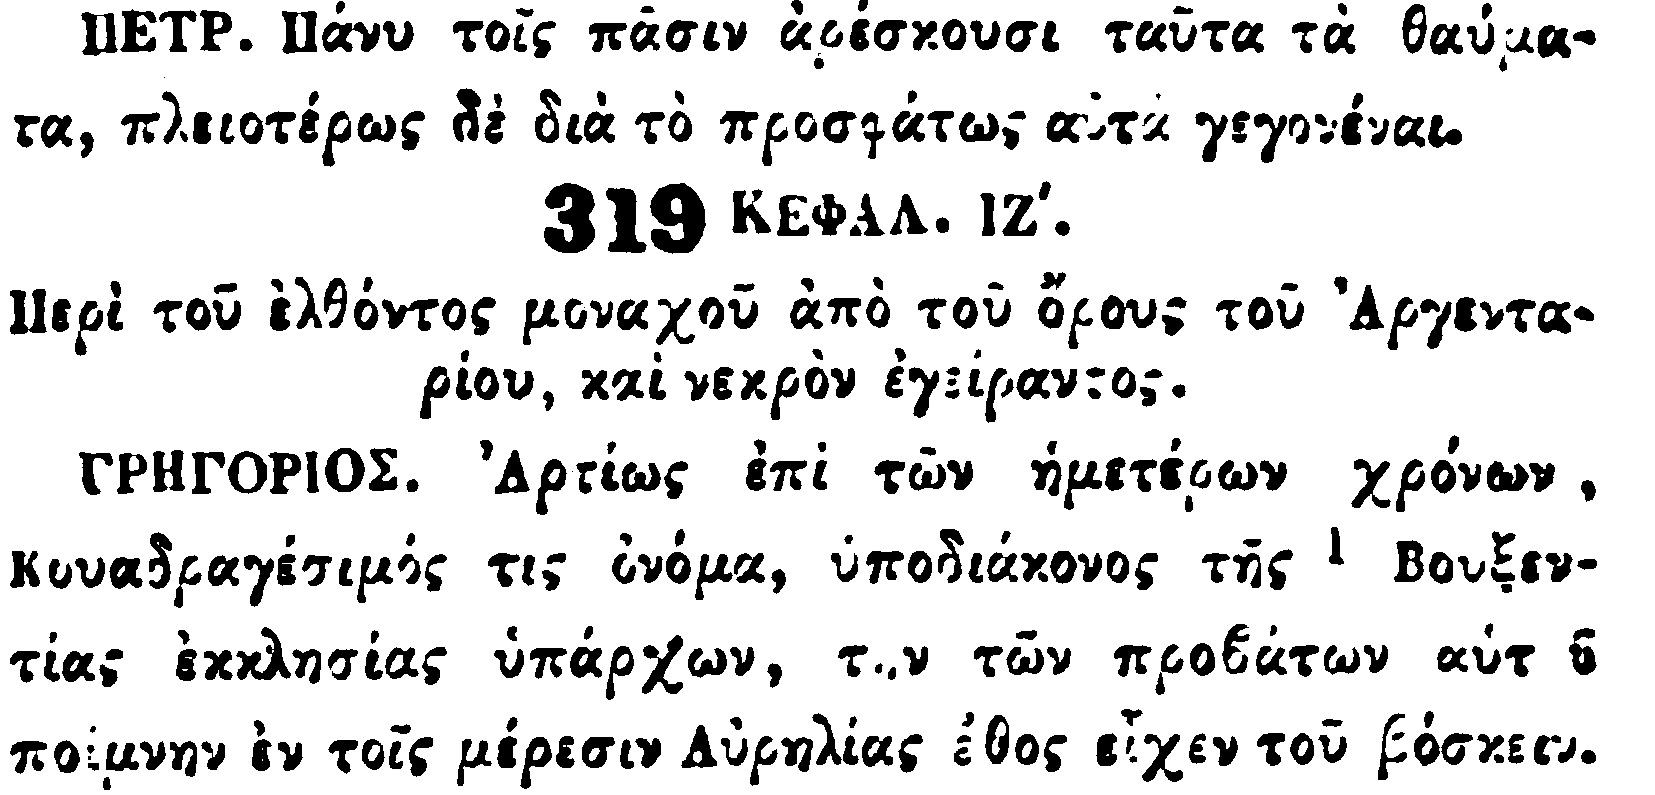 ΠΕΤΡ. Πάνυ τοῖς πᾶσιν ἀρέσκουσι ταῦτα τὰ θαύμα-
τα, πλειοτέρως δὲ διὰ τὸ προσφάτως αὐτὰ γεγονέναι.
319 ΚΕΦΑΛ. ΙΖ'.
Περὶ τοῦ ἐλθόντος μοναχοῦ ἀπὸ τοῦ ὄρους τοῦ Ἀργεντα-
ρίου, καὶ νεκρὸν ἐγείραντος.
ΓΡΗΓΟΡΙΟΣ. Ἀρτίως ἐπὶ τῶν ἡμετέρων χρόνων,
Κουαδραγέσιμός τις ὀνόμα, ὑποδιάκονος τῆς 1 Βουξεν-
τίας ἐκκλησίας ὑπάρχων, τὴν τῶν προβάτων αὐτοῦ
ποίμνην ἐν τοῖς μέρεσιν Αὐρηλίας ἔθος εἶχεν τοῦ βόσκειν.